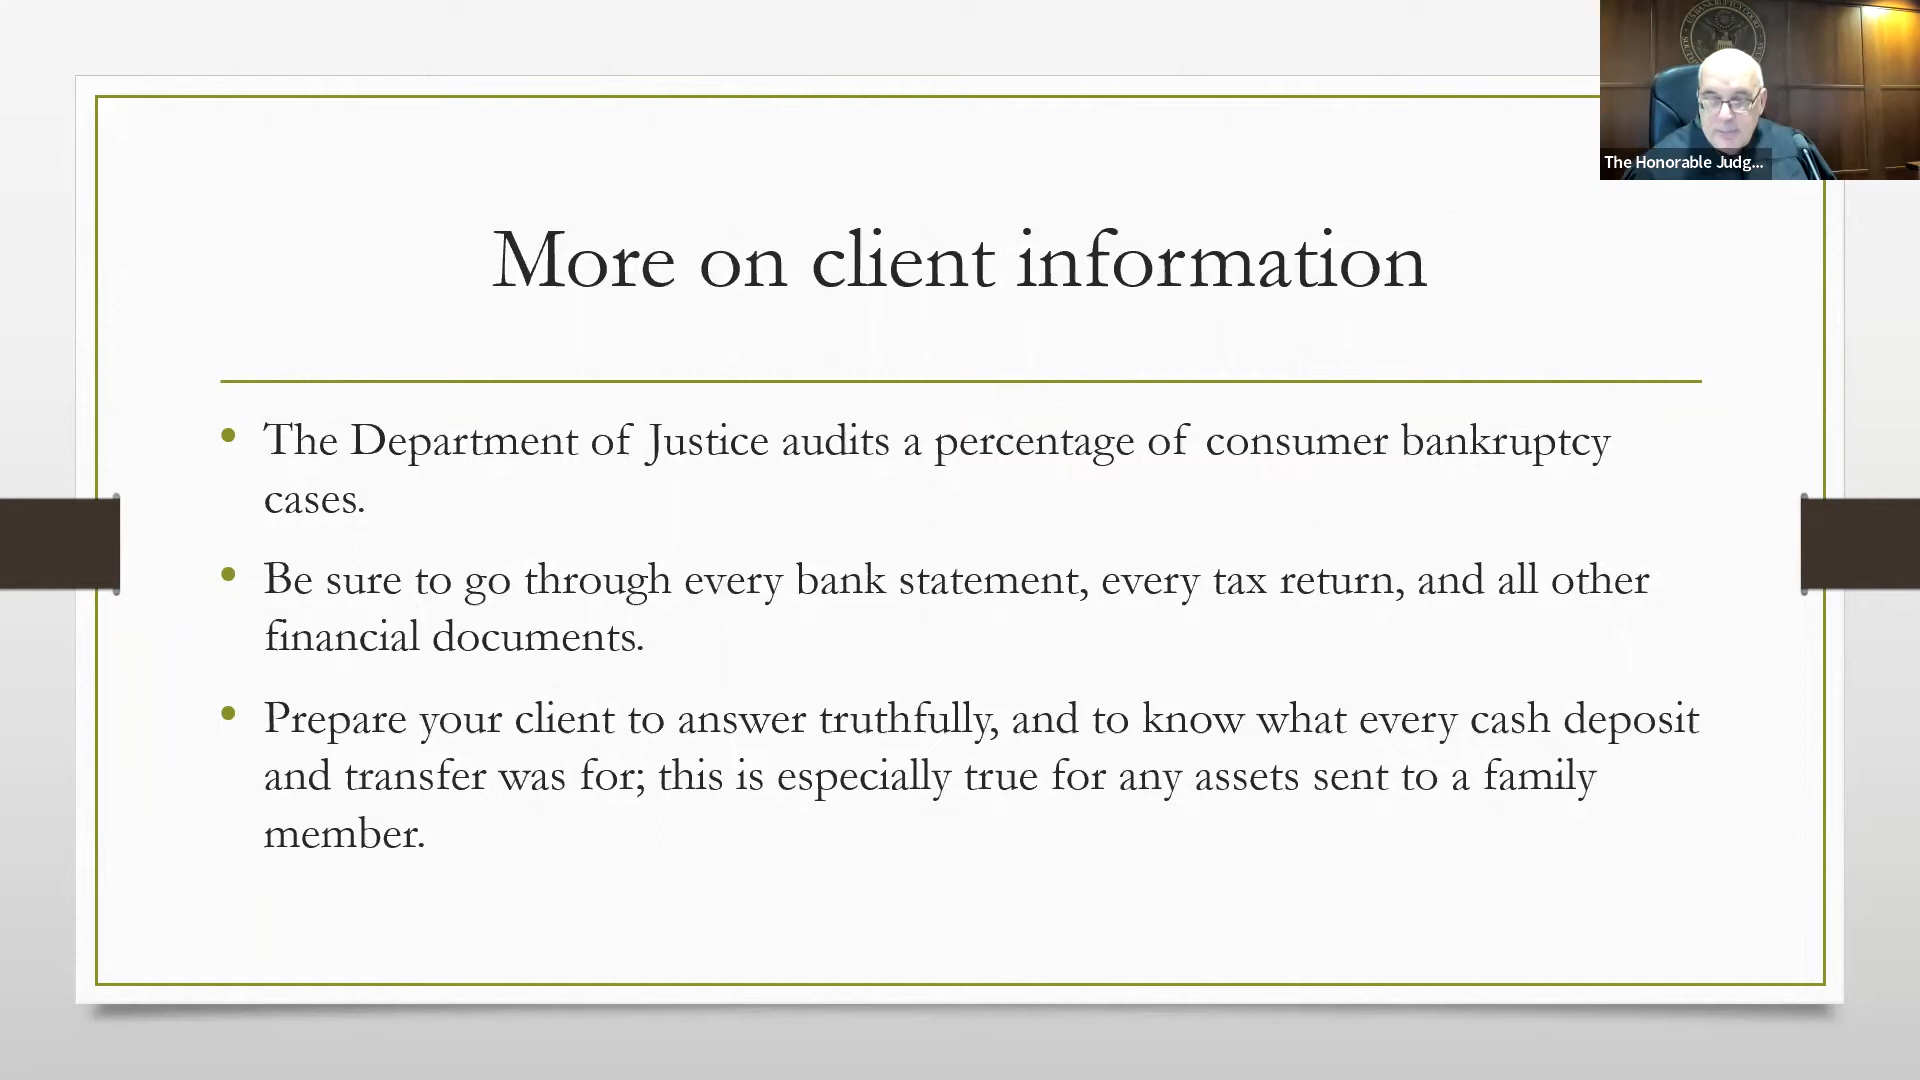 The Honorable Judg...
More on client information
• The Department of Justice audits a percentage of consumer bankruptcy
cases.
• Be sure to go through every bank statement, every tax return, and all other
financial documents.
• Prepare your client to answer truthfully, and to know what every cash deposit
and transfer was for; this is especially true for any assets sent to a family
member.